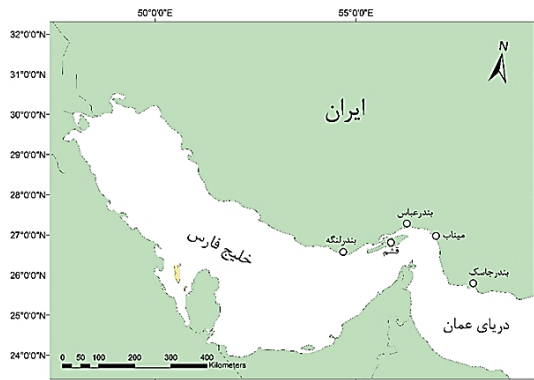 50°0'0"E
55°0'0"E
32°0'0"N
31°0'0"N
30°0'0"N
29°0'0"N
28°0'0"N
27°0'0"N
26°0'0"N
25°0'0"N
24°0'0"N
N
ایران
بندرعباس
میناب
بندرلنگه
قشم
خلیج فارس
بندرجاسک
دریای عمان
0 50 100 200 300 400
Kilometers